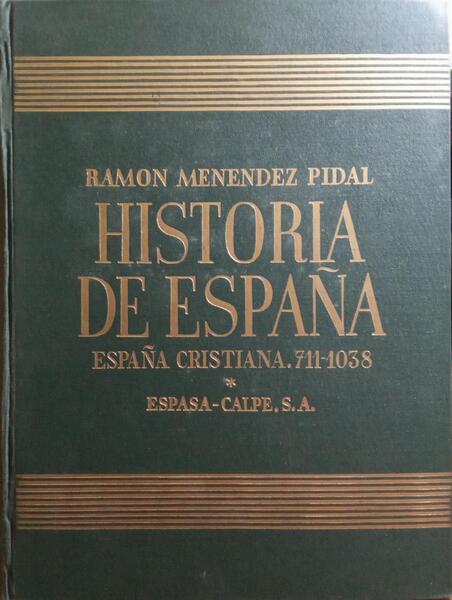 RAMON MENENDEZ PIDAL
HISTORIA
DE ESPAÑA
ESPAÑA CRISTIANA.711-1038
*
ESPASA-CALPE, S.A.